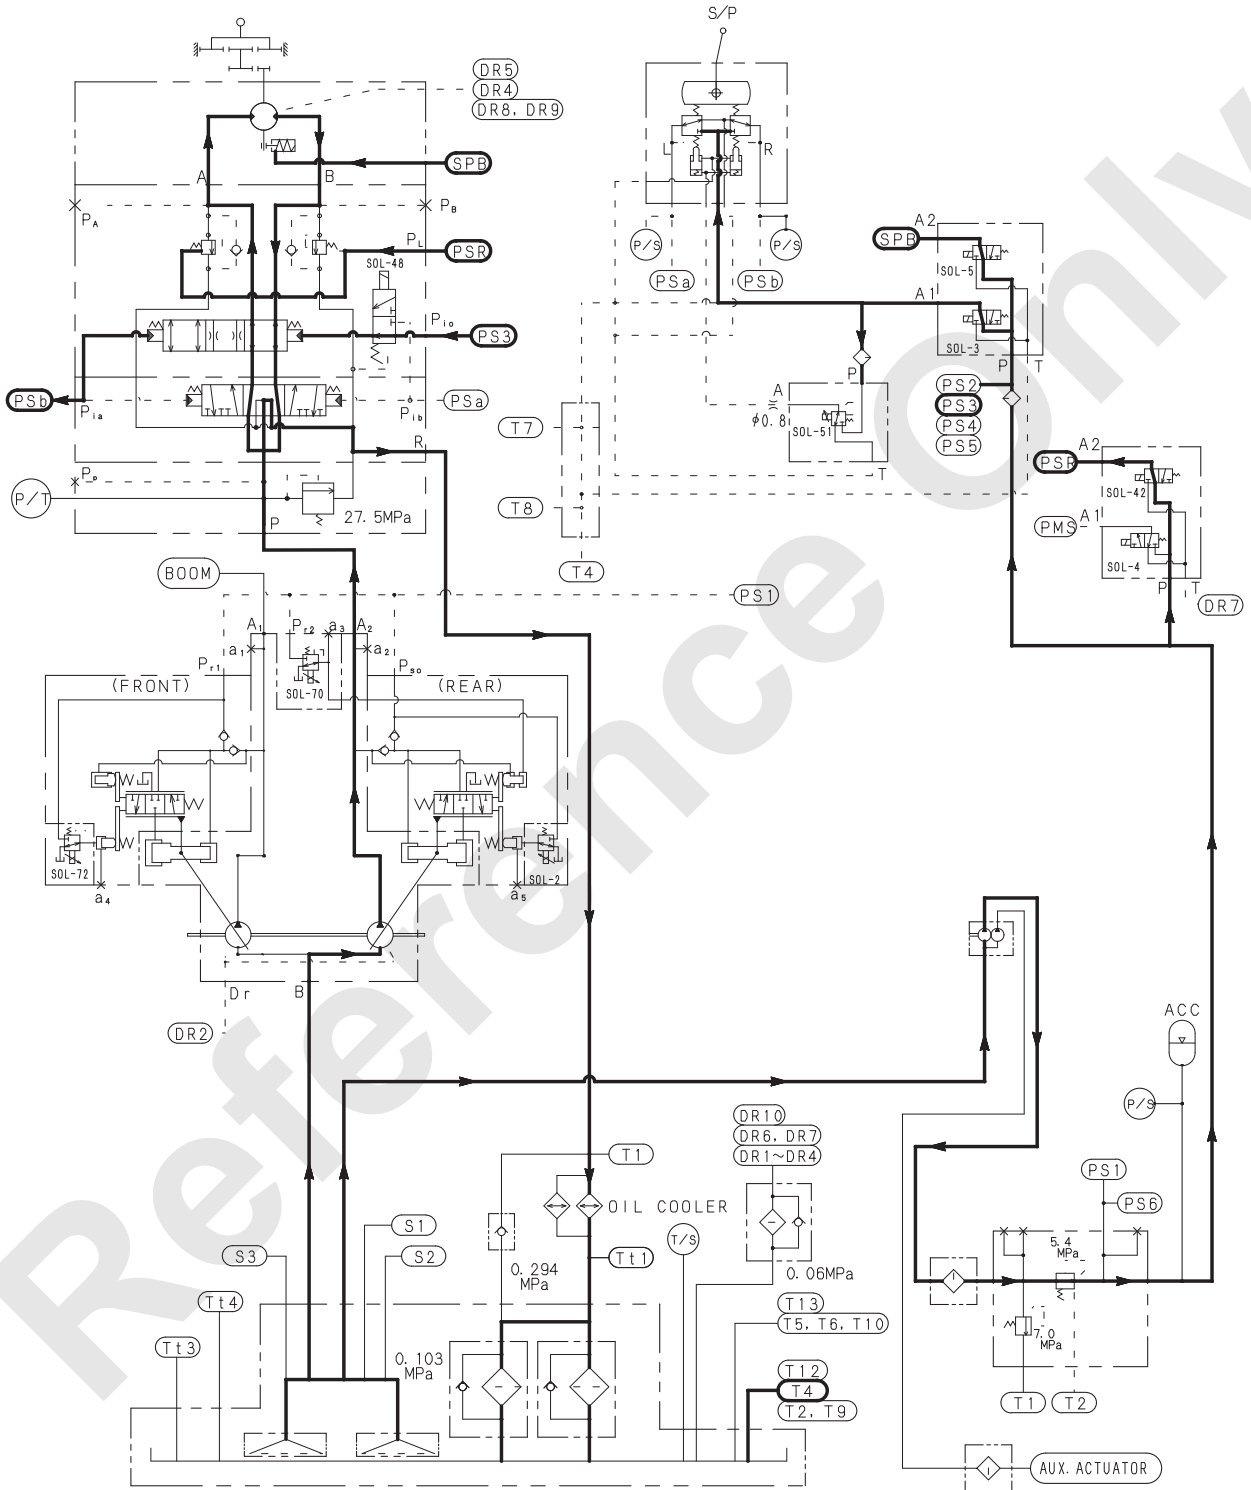 S/P
DR5
DR4
DR8, DR9
SPB
A
B
L
R
PA
PB
PL
PSR
SOL-48
P/S
P/S
PSa
PSb
A2
SPB
SOL-5
A1
SOL-3
P
T
Pio
PS3
PSb
Pia
Pib
PSa
R
P
A
φ0.8
SOL-51
T
PS2
PS3
PS4
PS5
T7
T8
T4
A2
PSR
SOL-42
PMS
A1
SOL-4
P
T
DR7
P/T
P
27.5MPa
BOOM
PS1
A1
Pr2
a3
A2
a1
a2
Pr1
Pso
SOL-70
(FRONT)
(REAR)
SOL-72
SOL-2
a4
a5
Dr
B
DR2
ACC
P/S
DR10
DR6, DR7
DR1~DR4
T1
OIL COOLER
T/S
S1
S3
S2
Tt1
0.294
MPa
0.06MPa
PS1
PS6
5.4
MPa
7.0
MPa
Tt4
Tt3
T13
T5, T6, T10
0.103
MPa
T12
T4
T2, T9
T1
T2
AUX. ACTUATOR
Reference Only